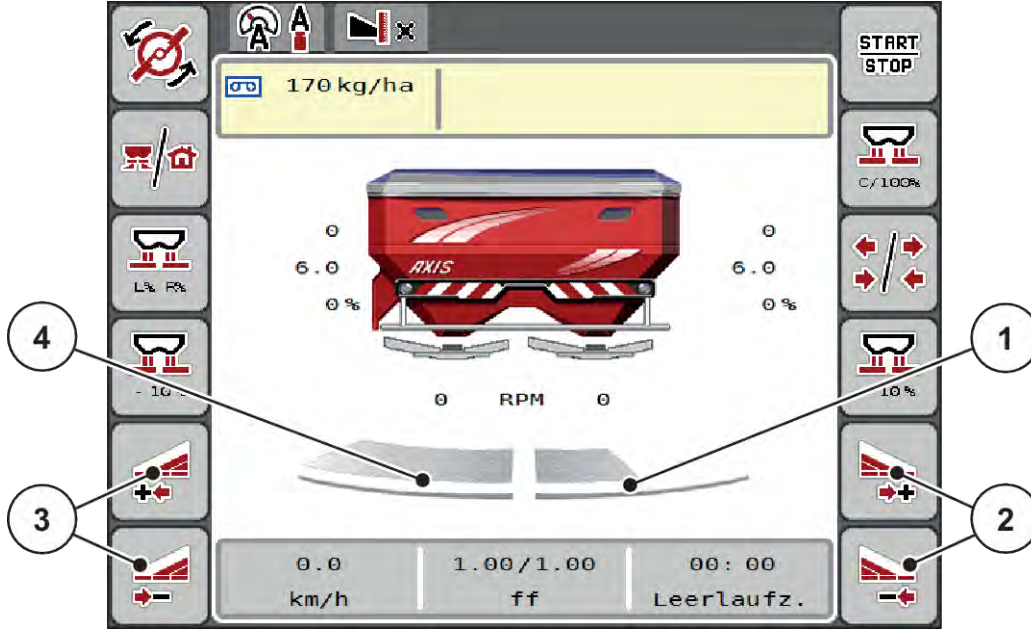 A A
START
STOP
170 kg/ha
C/100%
0 0
6.0 AXIS 6.0
0% 0%
L% R%
4
1
- 10%
10%
0 RPM 0
3
2
0.0 1.00/1.00 00:00
km/h ff Leerlaufz.